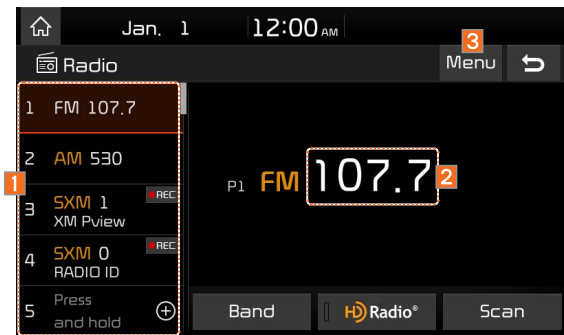 Jan. 1 12:00 AM
3
Radio Menu
1 FM 107.7
2 AM 530
1
3 SXM 1 REC
XM Pview
4 SXM 0 REC
RADIO ID
5 Press
and hold
P1 FM 107.7 2
Band HD Radio® Scan